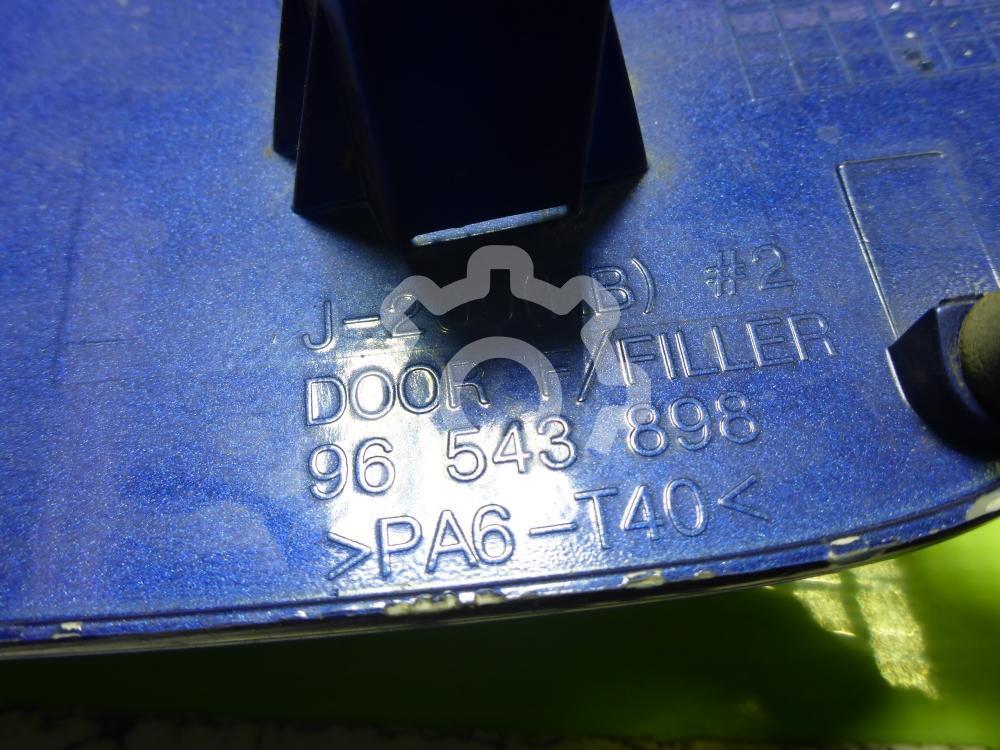 (B) #2
DOOR F/FILLER
96 543 898
>PA6-T40<